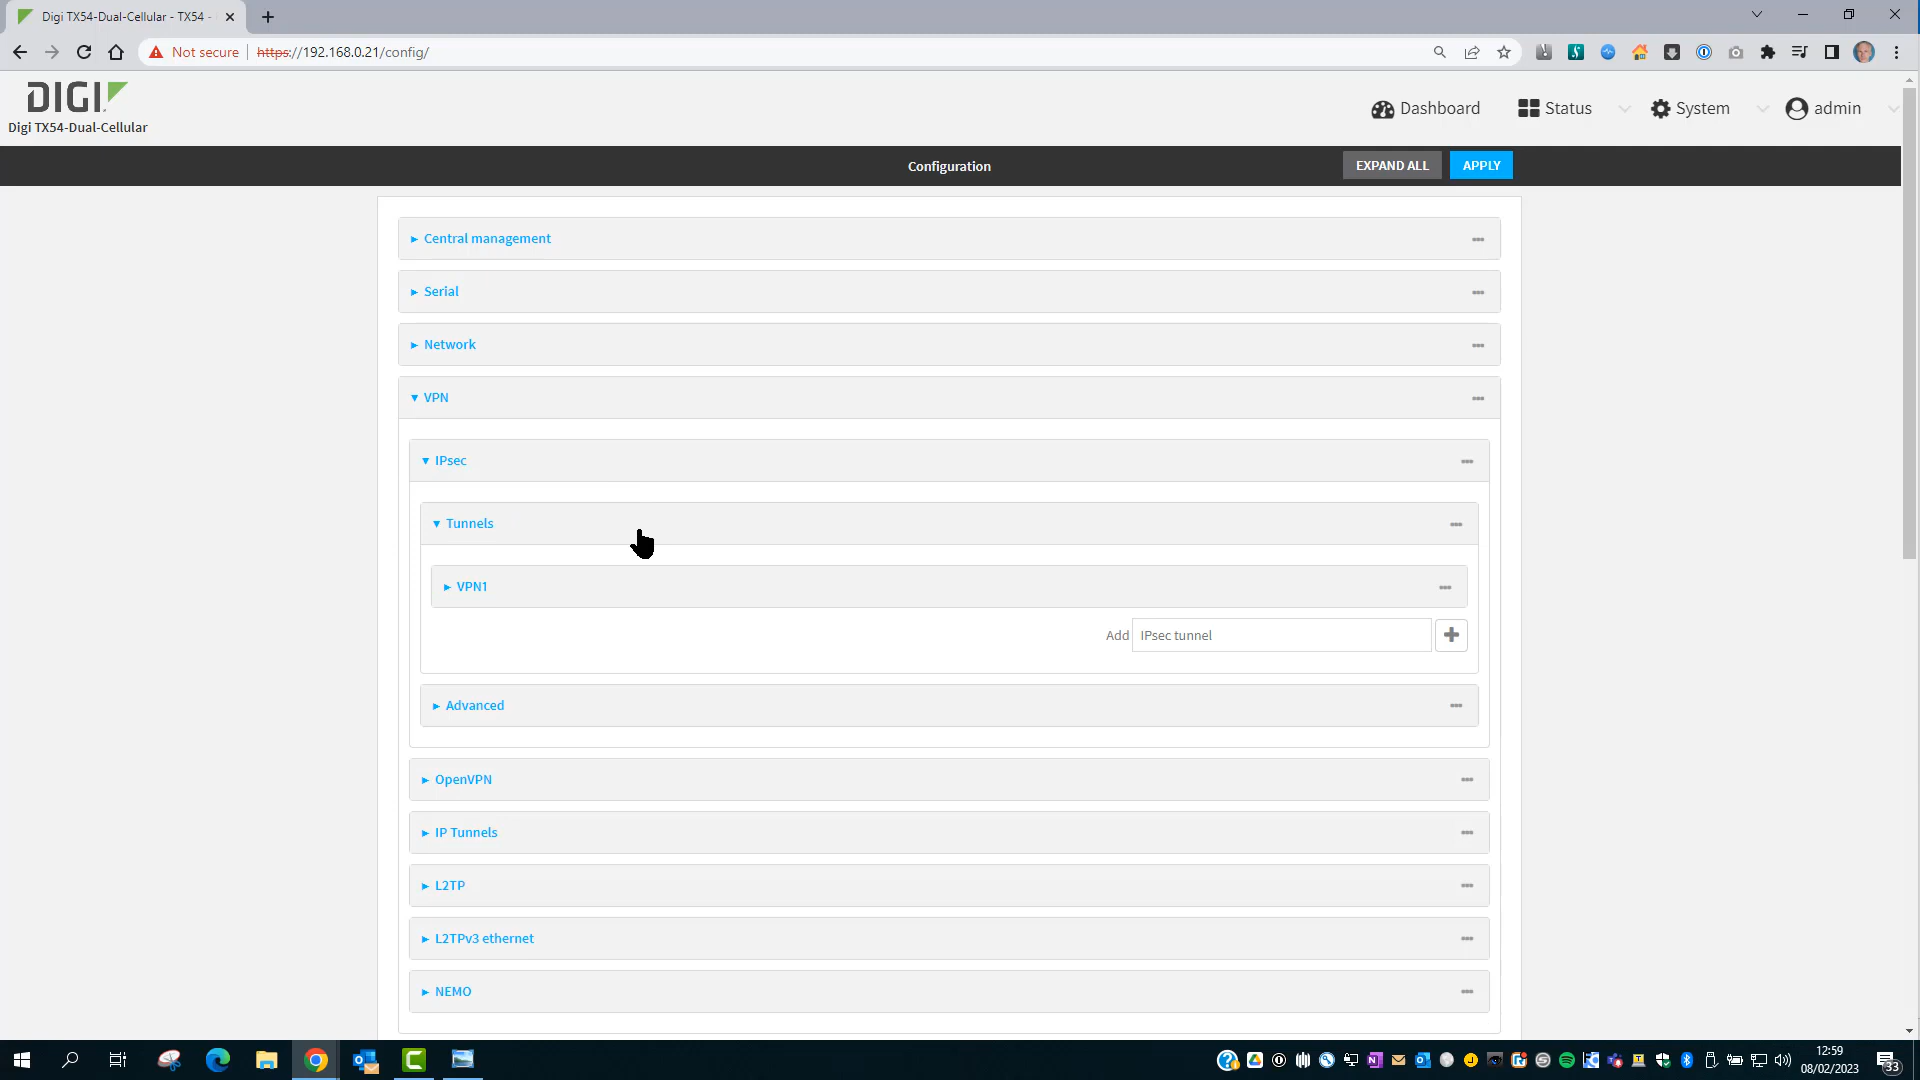 Digi TX54-Dual-Cellular - TX54 -
Not secure
https://192.168.0.21/config/
DIGI
Digi TX54-Dual-Cellular
Dashboard
Status
System
admin
Configuration
EXPAND ALL
APPLY
Central management
Serial
Network
VPN
IPsec
Tunnels
VPN1
Add IPsec tunnel
Advanced
OpenVPN
IP Tunnels
L2TP
L2TPv3 ethernet
NEMO
12:59
08/02/2023
33